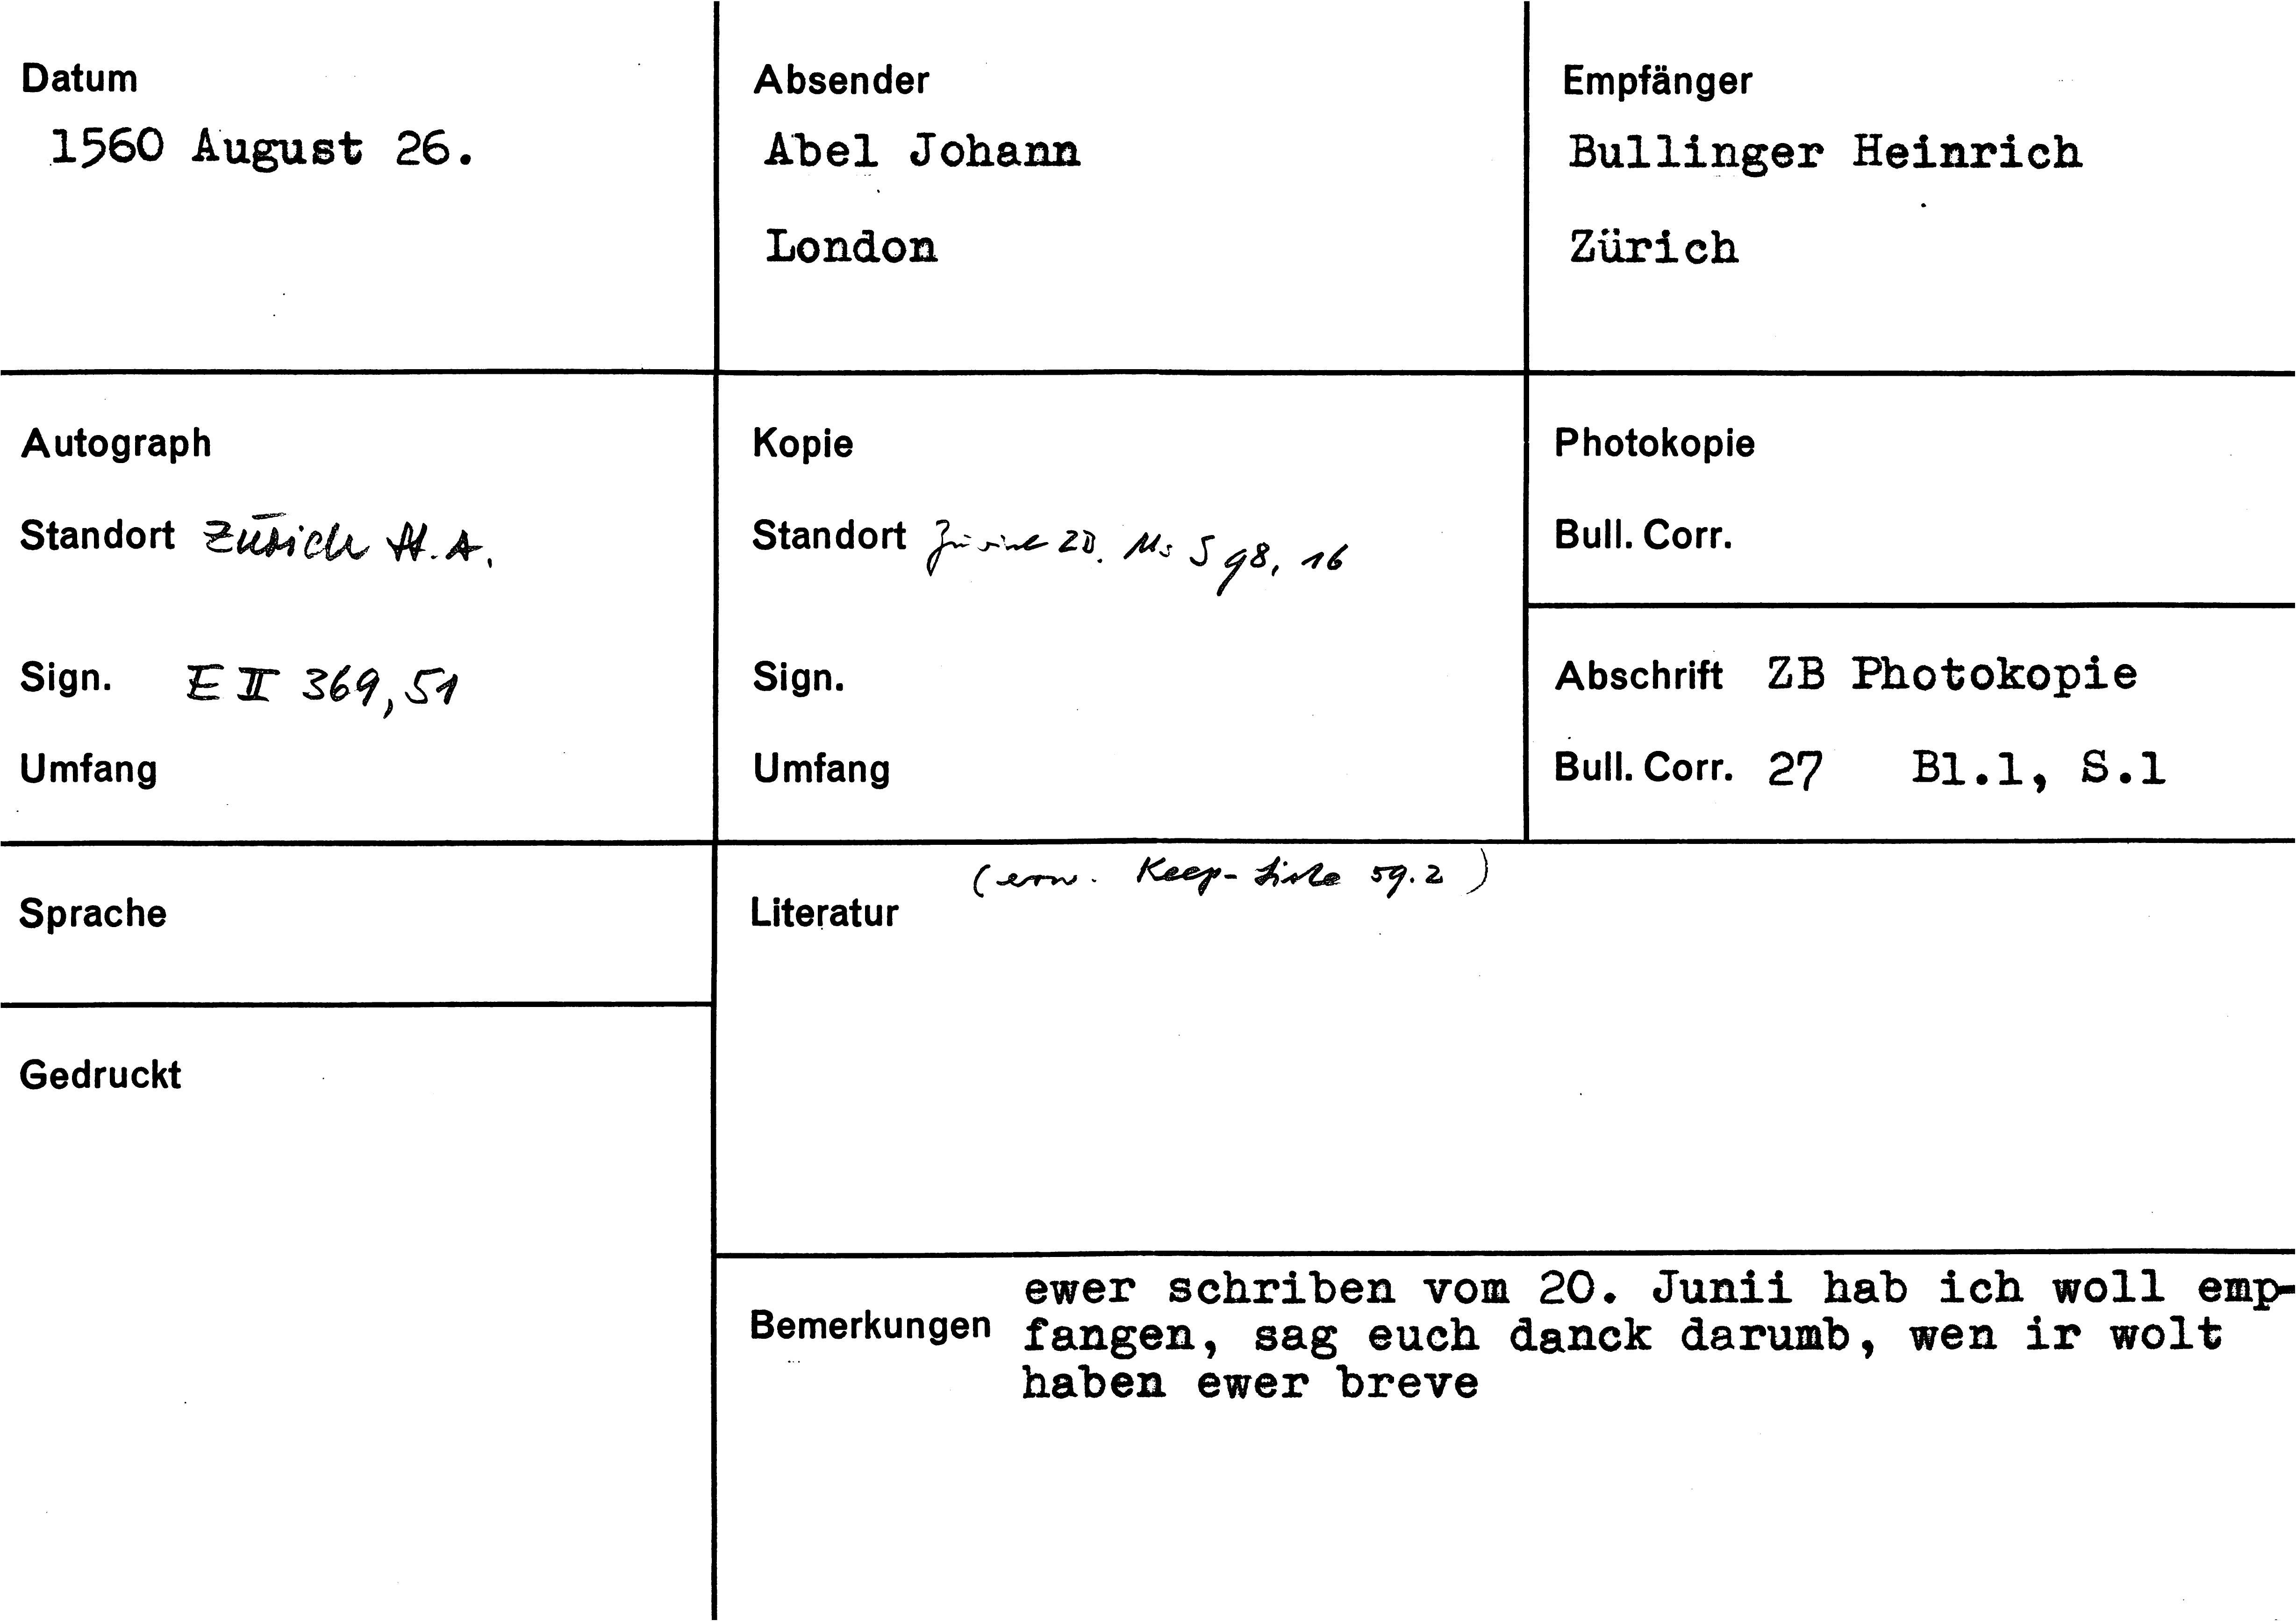 Datum
1560 August 26.
Absender
Abel Johann
London
Empfänger
Bullinger Heinrich
Zürich
Autograph
Standort Zürich St. A.
Sign. E II 369, 51
Umfang
Kopie
Standort Zürich ZB. Ms S 98, 16
Sign.
Umfang
Photokopie
Bull. Corr.
Abschrift ZB Photokopie
Bull. Corr. 27 Bl.1, S.1
Sprache
Gedruckt
(erw. Keep-Liste 59.2)
Literatur
Bemerkungen
ewer schriben vom 20. Junii hab ich woll emp-
fangen, sag euch danck darumb, wen ir wolt
haben ewer breve